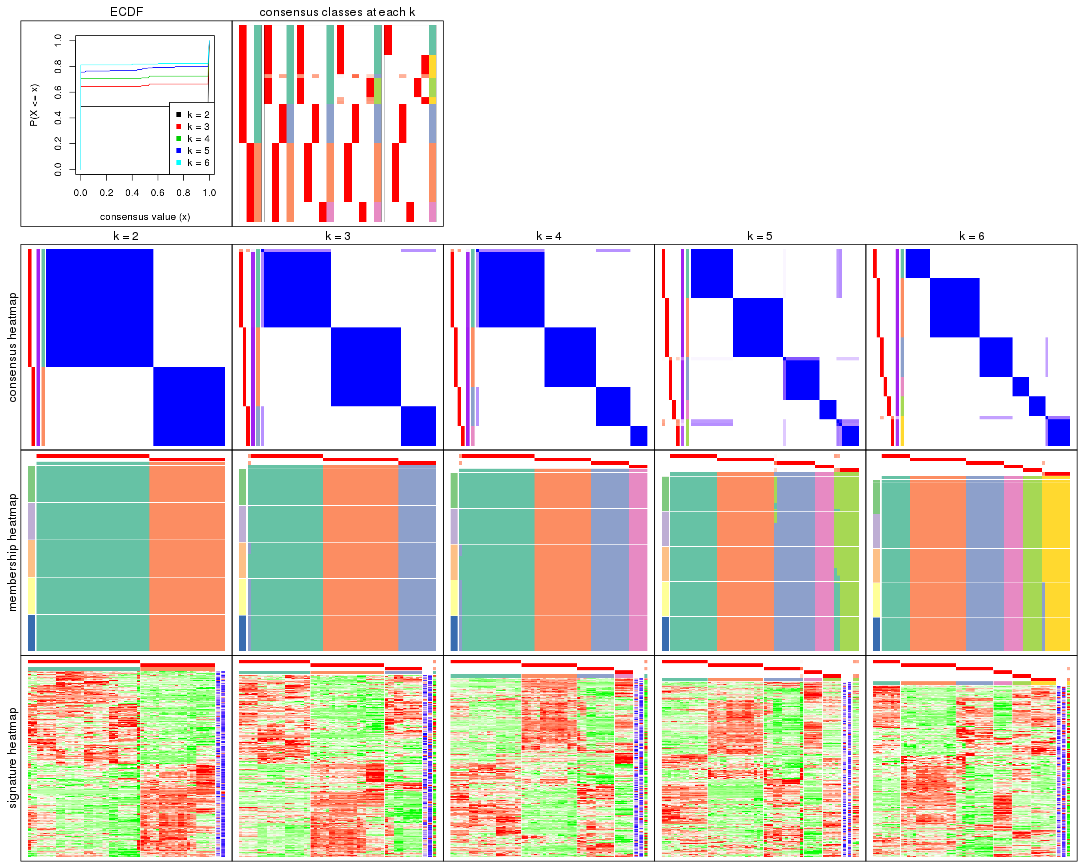 ECDF
consensus classes at each k
P(X <= x)
0.0
0.2
0.4
0.6
0.8
1.0
k = 2
k = 3
k = 4
k = 5
k = 6
0.0 0.2 0.4 0.6 0.8 1.0
consensus value (x)
k = 2
k = 3
k = 4
k = 5
k = 6
consensus heatmap
membership heatmap
signature heatmap